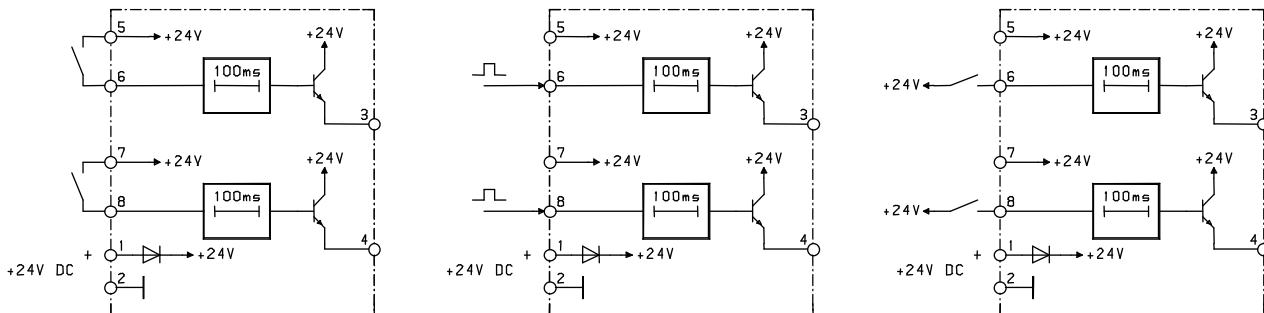 5 +24V +24V
6 100ms
3
7 +24V +24V
8 100ms
4
+ 1 +24V
+24V DC
2
5 +24V +24V
6 100ms
3
7 +24V +24V
8 100ms
4
+ 1 +24V
+24V DC
2
5 +24V +24V
+24V 6 100ms
3
7 +24V +24V
+24V 8 100ms
4
+ 1 +24V
+24V DC
2